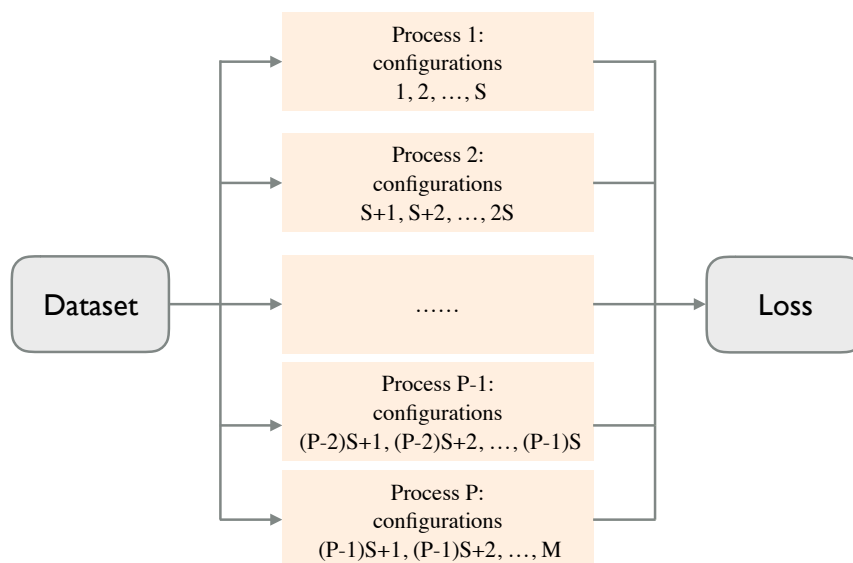 Process 1:
configurations
1, 2, …, S
Process 2:
configurations
S+1, S+2, …, 2S
Dataset
……
Loss
Process P-1:
configurations
(P-2)S+1, (P-2)S+2, …, (P-1)S
Process P:
configurations
(P-1)S+1, (P-1)S+2, …, M